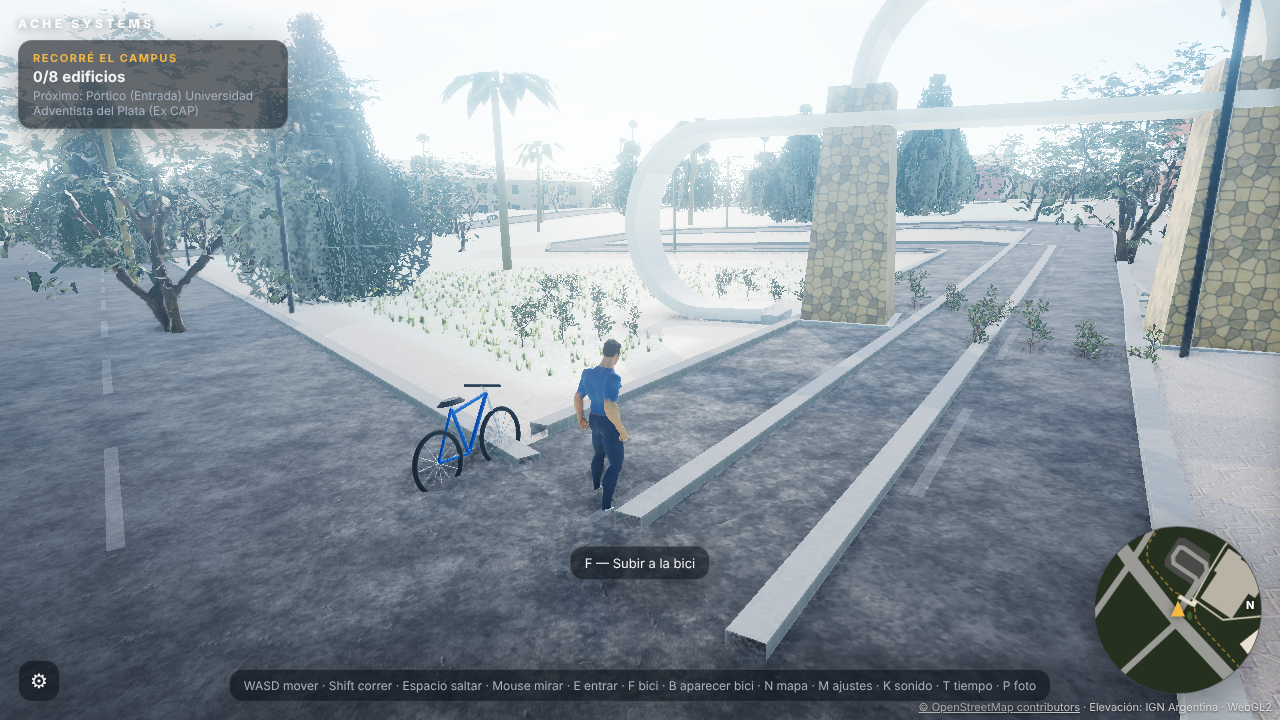 ACHE SYSTEMS
RECORRÉ EL CAMPUS
0/8 edificios
Próximo: Pórtico (Entrada) Universidad
Adventista del Plata (Ex CAP)
F — Subir a la bici
N
WASD mover · Shift correr · Espacio saltar · Mouse mirar · E entrar · F bici · B aparecer bici · N mapa · M ajustes · K sonido · T tiempo · P foto
© OpenStreetMap contributors · Elevación: IGN Argentina · WebGL2